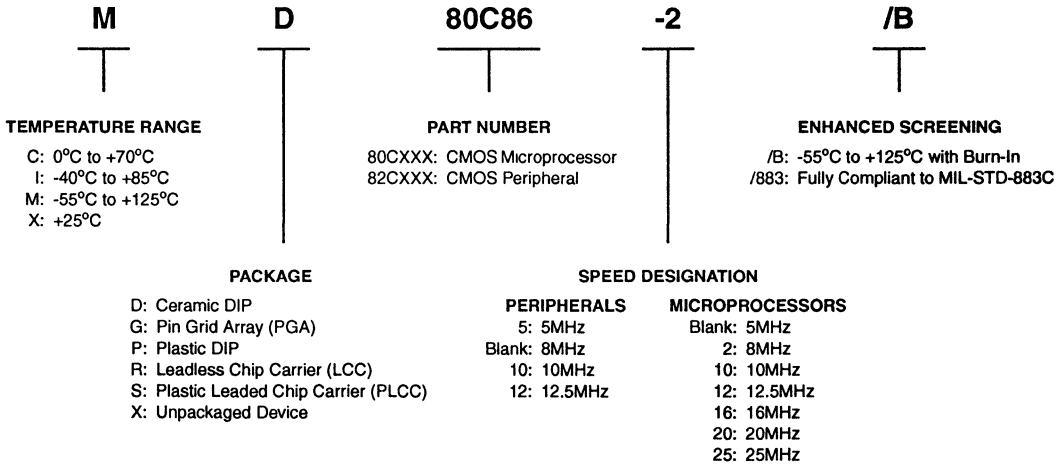 M D 80C86 -2 /B
TEMPERATURE RANGE
C: 0°C to +70°C
I: -40°C to +85°C
M: -55°C to +125°C
X: +25°C
PART NUMBER
80CXXX: CMOS Microprocessor
82CXXX: CMOS Peripheral
ENHANCED SCREENING
/B: -55°C to +125°C with Burn-In
/883: Fully Compliant to MIL-STD-883C
PACKAGE
D: Ceramic DIP
G: Pin Grid Array (PGA)
P: Plastic DIP
R: Leadless Chip Carrier (LCC)
S: Plastic Leaded Chip Carrier (PLCC)
X: Unpackaged Device
SPEED DESIGNATION
PERIPHERALS
5: 5MHz
Blank: 8MHz
10: 10MHz
12: 12.5MHz
MICROPROCESSORS
Blank: 5MHz
2: 8MHz
10: 10MHz
12: 12.5MHz
16: 16MHz
20: 20MHz
25: 25MHz